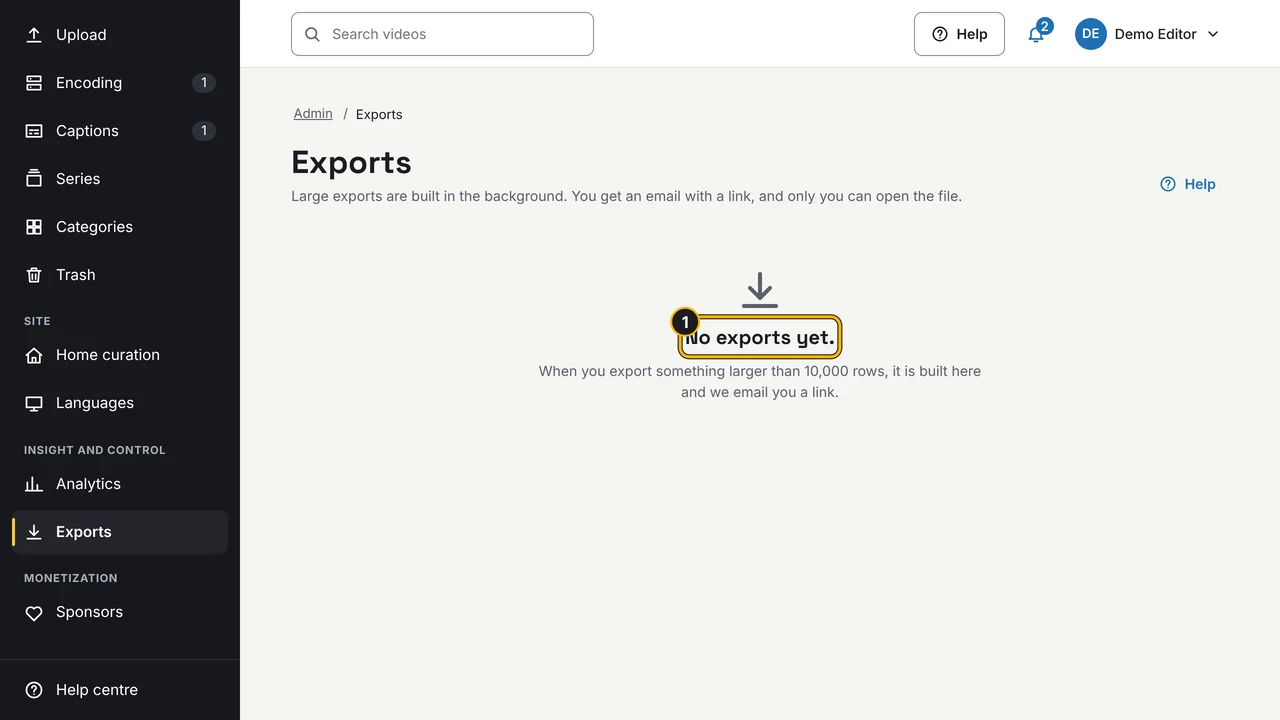 Upload
Encoding 1
Captions 1
Series
Categories
Trash
SITE
Home curation
Languages
INSIGHT AND CONTROL
Analytics
Exports
MONETIZATION
Sponsors
Help centre
Search videos
Help
2
DE Demo Editor
Admin / Exports
Exports
Large exports are built in the background. You get an email with a link, and only you can open the file.
Help
1
No exports yet.
When you export something larger than 10,000 rows, it is built here
and we email you a link.